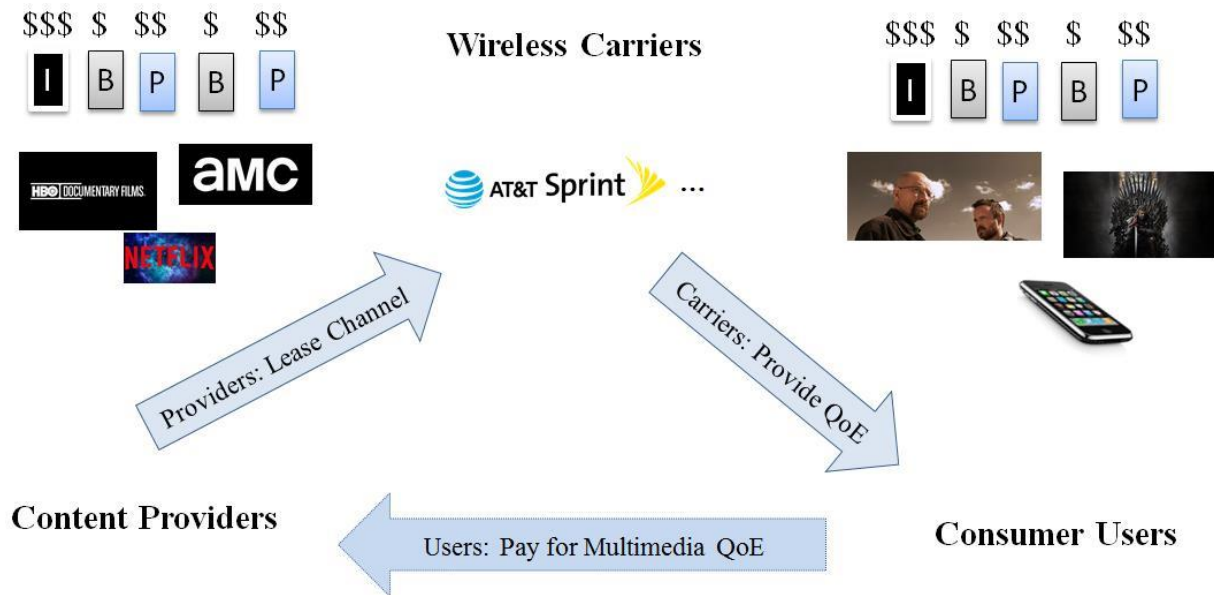 $$$ $ $$ $ $$
Wireless Carriers
$$$ $ $$ $ $$
I B P B P
I B P B P
HBO DOCUMENTARY FILMS.
aMC
NETFLIX
AT&T Sprint ...
Providers: Lease Channel
Carriers: Provide QoE
Content Providers
Users: Pay for Multimedia QoE
Consumer Users